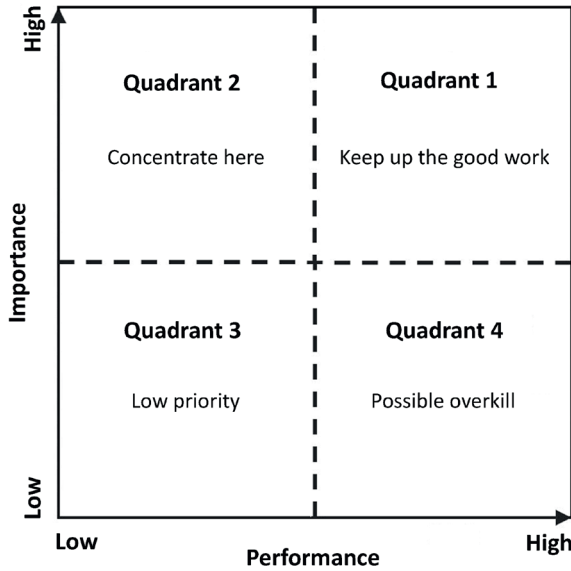 High
Quadrant 2
Quadrant 1
Concentrate here
Keep up the good work
Importance
Quadrant 3
Quadrant 4
Low priority
Possible overkill
Low
Low
High
Performance